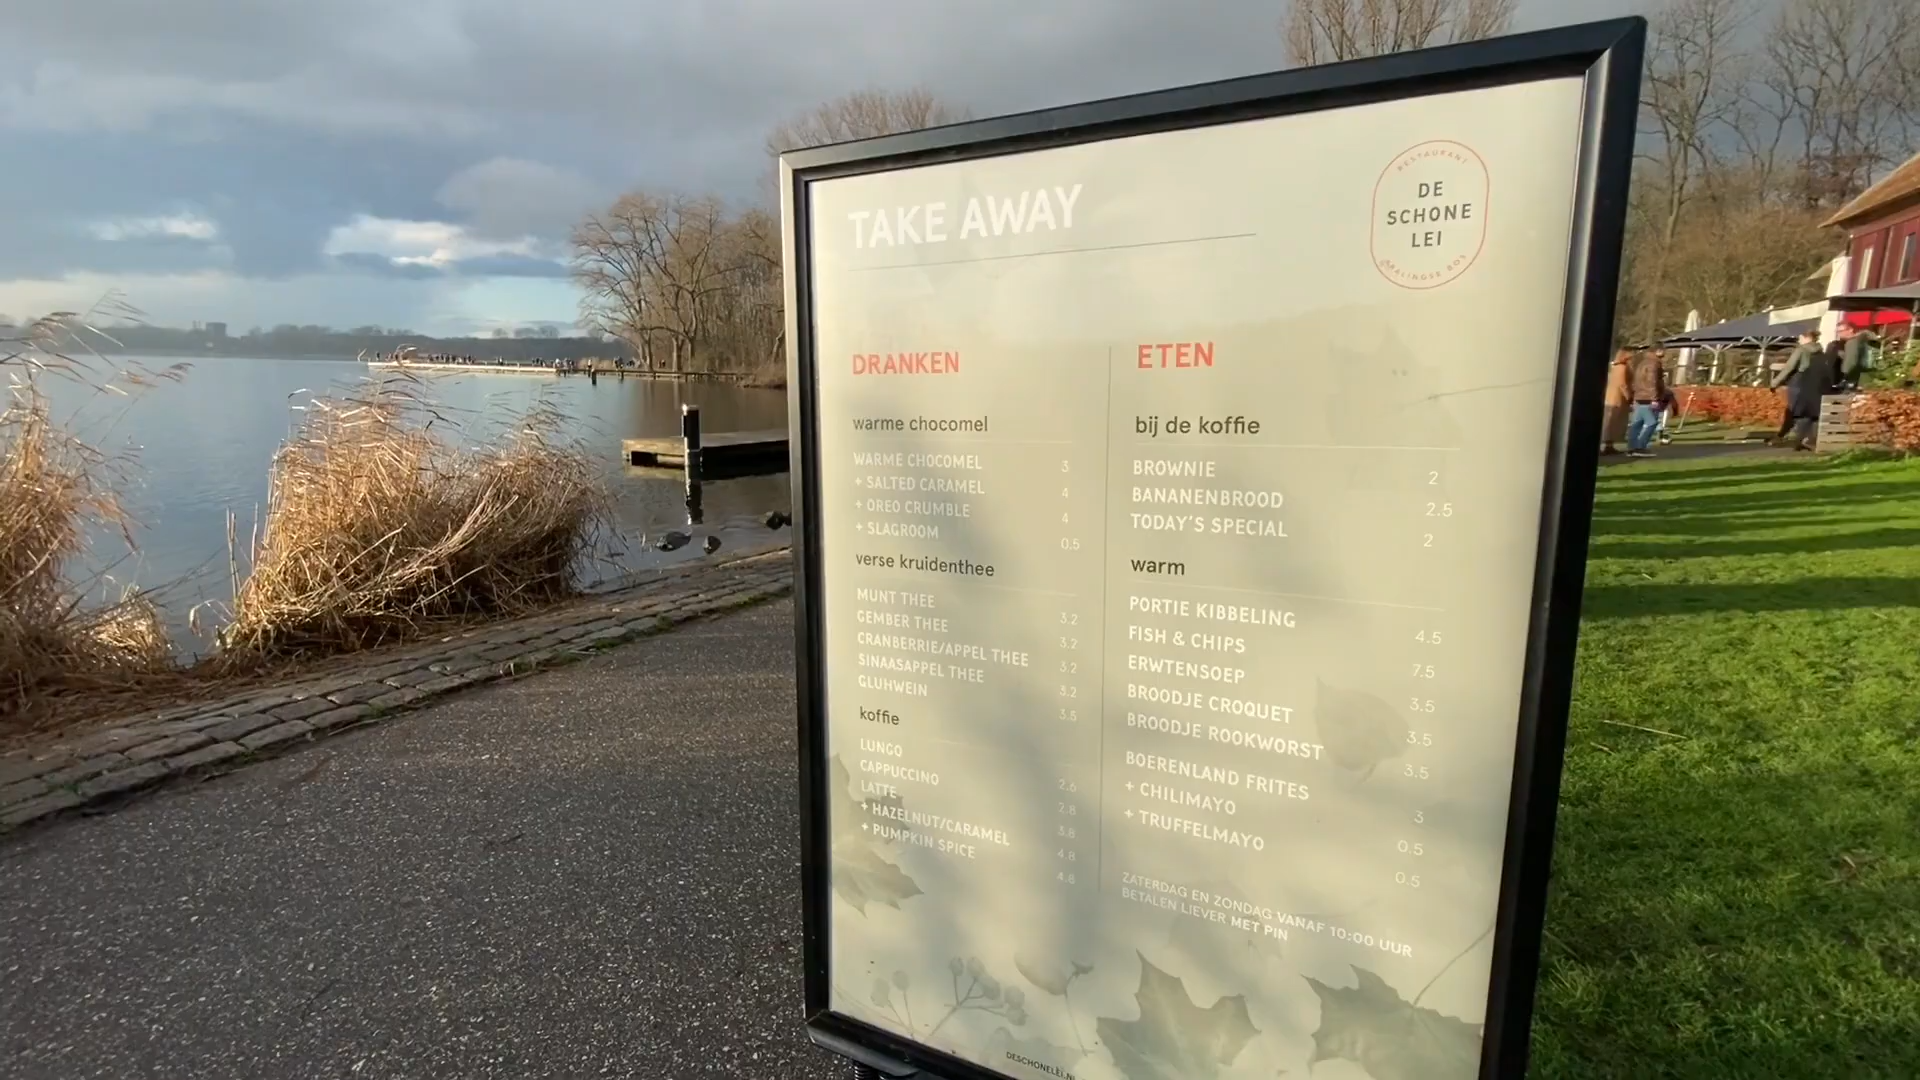 TAKE AWAY
RESTAURANT
DE
SCHONE
LEI
KRALINGSE BOS
DRANKEN
warme chocomel
WARME CHOCOMEL 3
+ SALTED CARAMEL 4
+ OREO CRUMBLE 4
+ SLAGROOM 0.5
verse kruidenthee
MUNT THEE 3.2
GEMBER THEE 3.2
CRANBERRIE/APPEL THEE 3.2
SINAASAPPEL THEE 3.2
GLUHWEIN 3.5
koffie
LUNGO 2.6
CAPPUCCINO 2.8
LATTE 3.8
+ HAZELNUT/CARAMEL 4.8
+ PUMPKIN SPICE 4.8
ETEN
bij de koffie
BROWNIE 2
BANANENBROOD 2.5
TODAY'S SPECIAL 2
warm
PORTIE KIBBELING 4.5
FISH & CHIPS 7.5
ERWTENSOEP 3.5
BROODJE CROQUET 3.5
BROODJE ROOKWORST 3.5
BOERENLAND FRITES 3
+ CHILIMAYO 0.5
+ TRUFFELMAYO 0.5
ZATERDAG EN ZONDAG VANAF 10:00 UUR
BETALEN LIEVER MET PIN
DESCHONELEI.NL